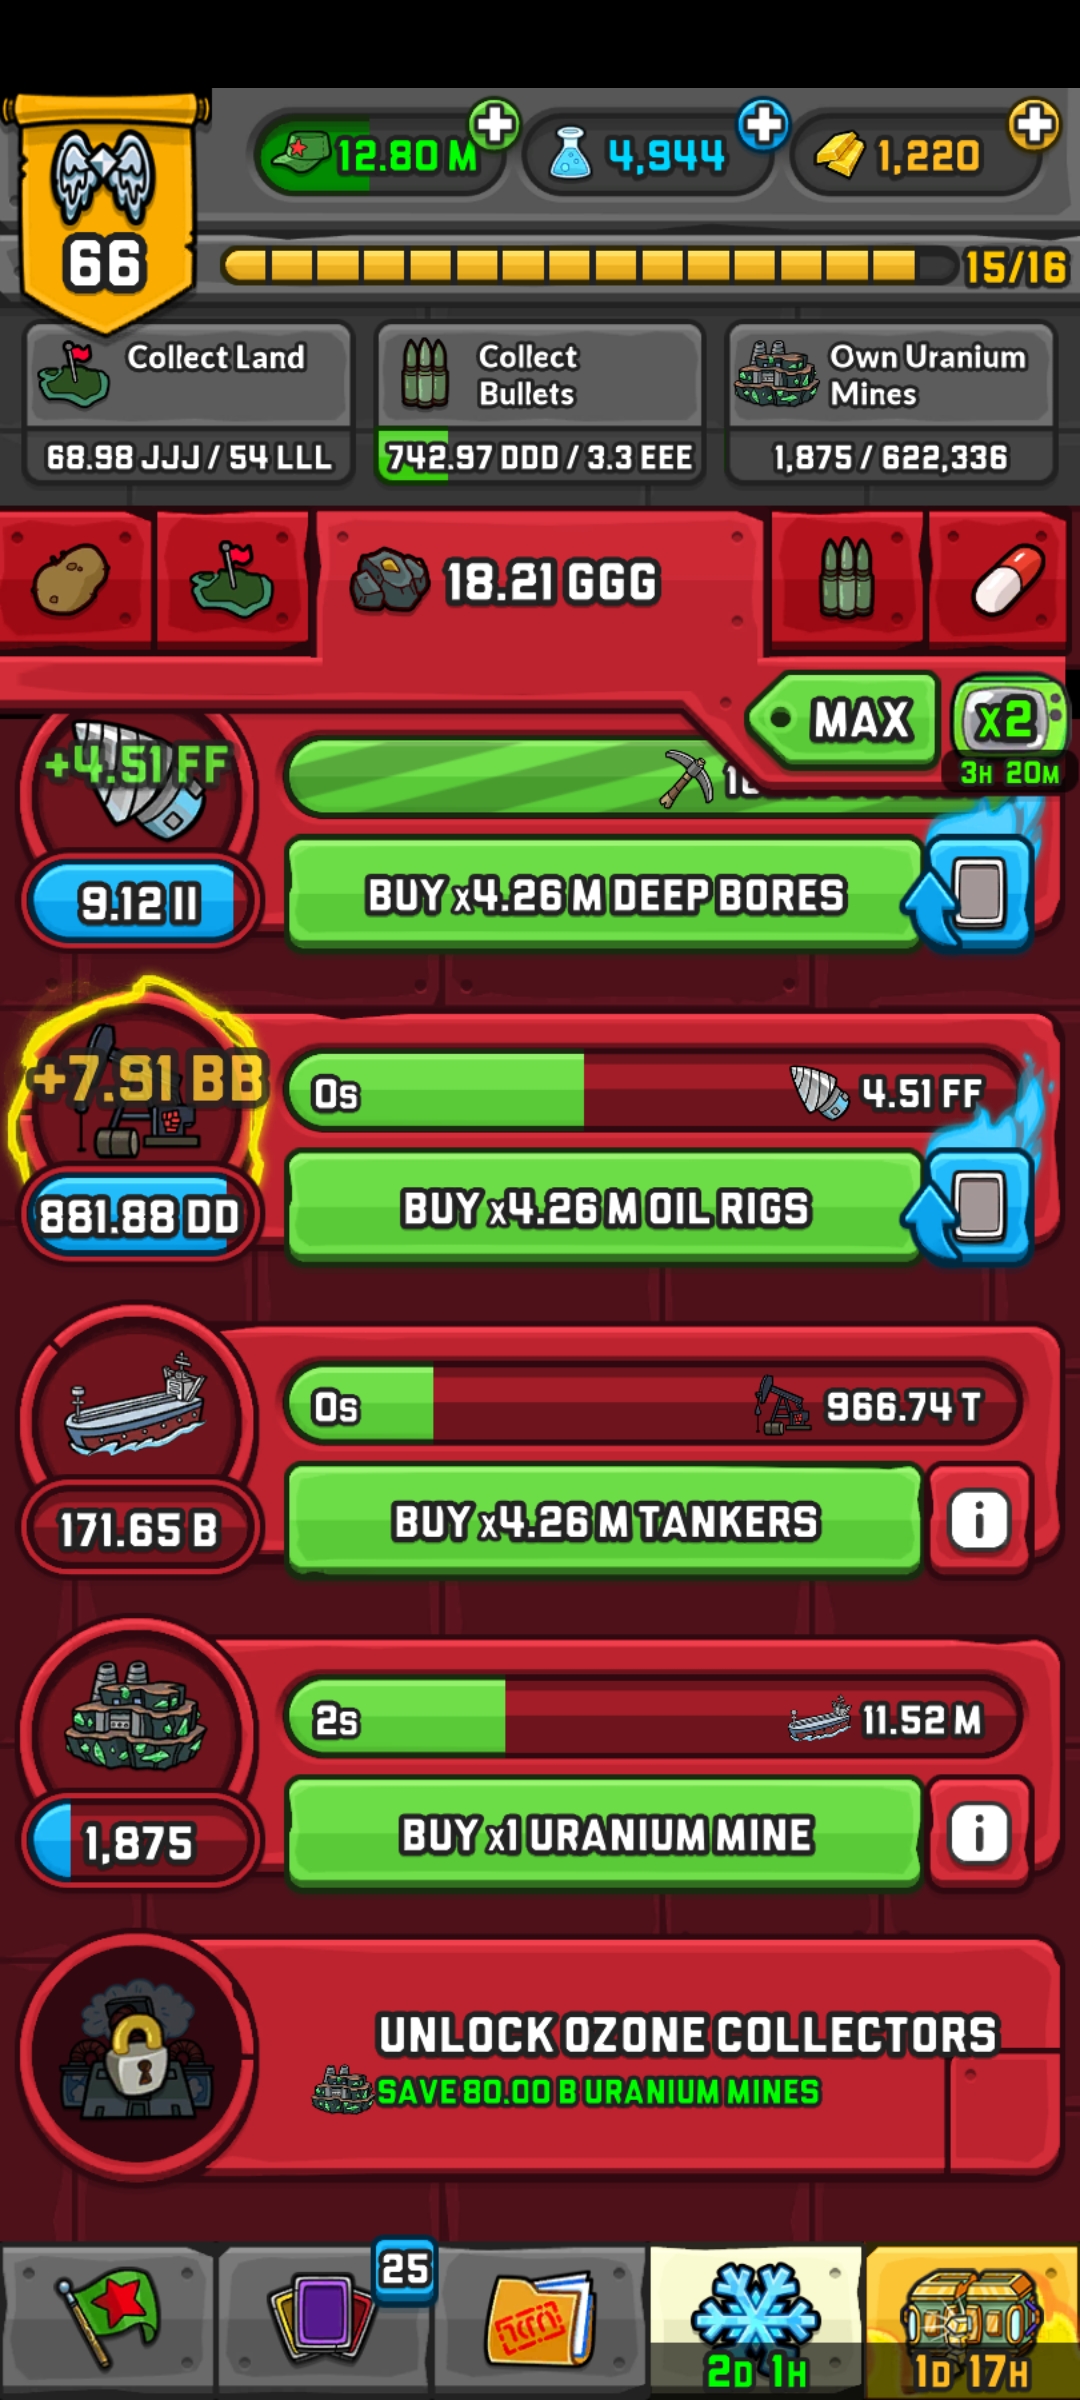 12.80 M
4,944
1,220
66
15/16
Collect Land
68.98 JJJ / 54 LLL
Collect
Bullets
742.97 DDD / 3.3 EEE
Own Uranium
Mines
1,875 / 622,336
18.21 GGG
MAX
x2
3H 20M
+4.51 FF
9.12 II
BUY x4.26 M DEEP BORES
+7.91 BB
0s
4.51 FF
881.88 DD
BUY x4.26 M OIL RIGS
0s
966.74 T
171.65 B
BUY x4.26 M TANKERS
i
2s
11.52 M
1,875
BUY x1 URANIUM MINE
i
UNLOCK OZONE COLLECTORS
SAVE 80.00 B URANIUM MINES
25
2D 1H
1D 17H